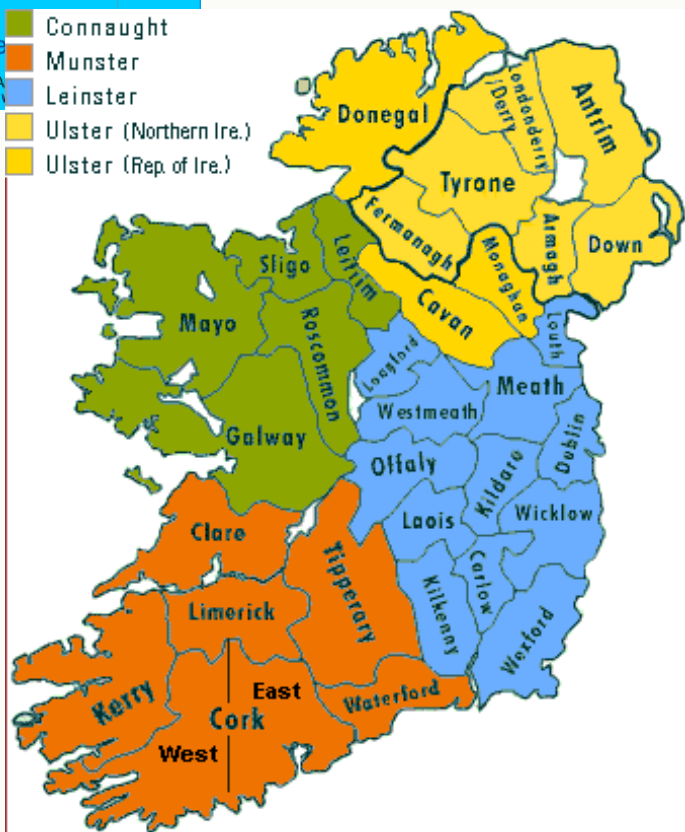 Connaught
Munster
Leinster
Ulster (Northern Ire.)
Ulster (Rep. of Ire.)
Donegal
Londonderry
/Derry
Antrim
Tyrone
Fermanagh
Armagh
Down
Monaghan
Cavan
Sligo
Leitrim
Mayo
Roscommon
Galway
Longford
Louth
Meath
Westmeath
Dublin
Offaly
Kildare
Laois
Wicklow
Clare
Tipperary
Carlow
Kilkenny
Wexford
Limerick
Kerry
East
Cork
West
Waterford